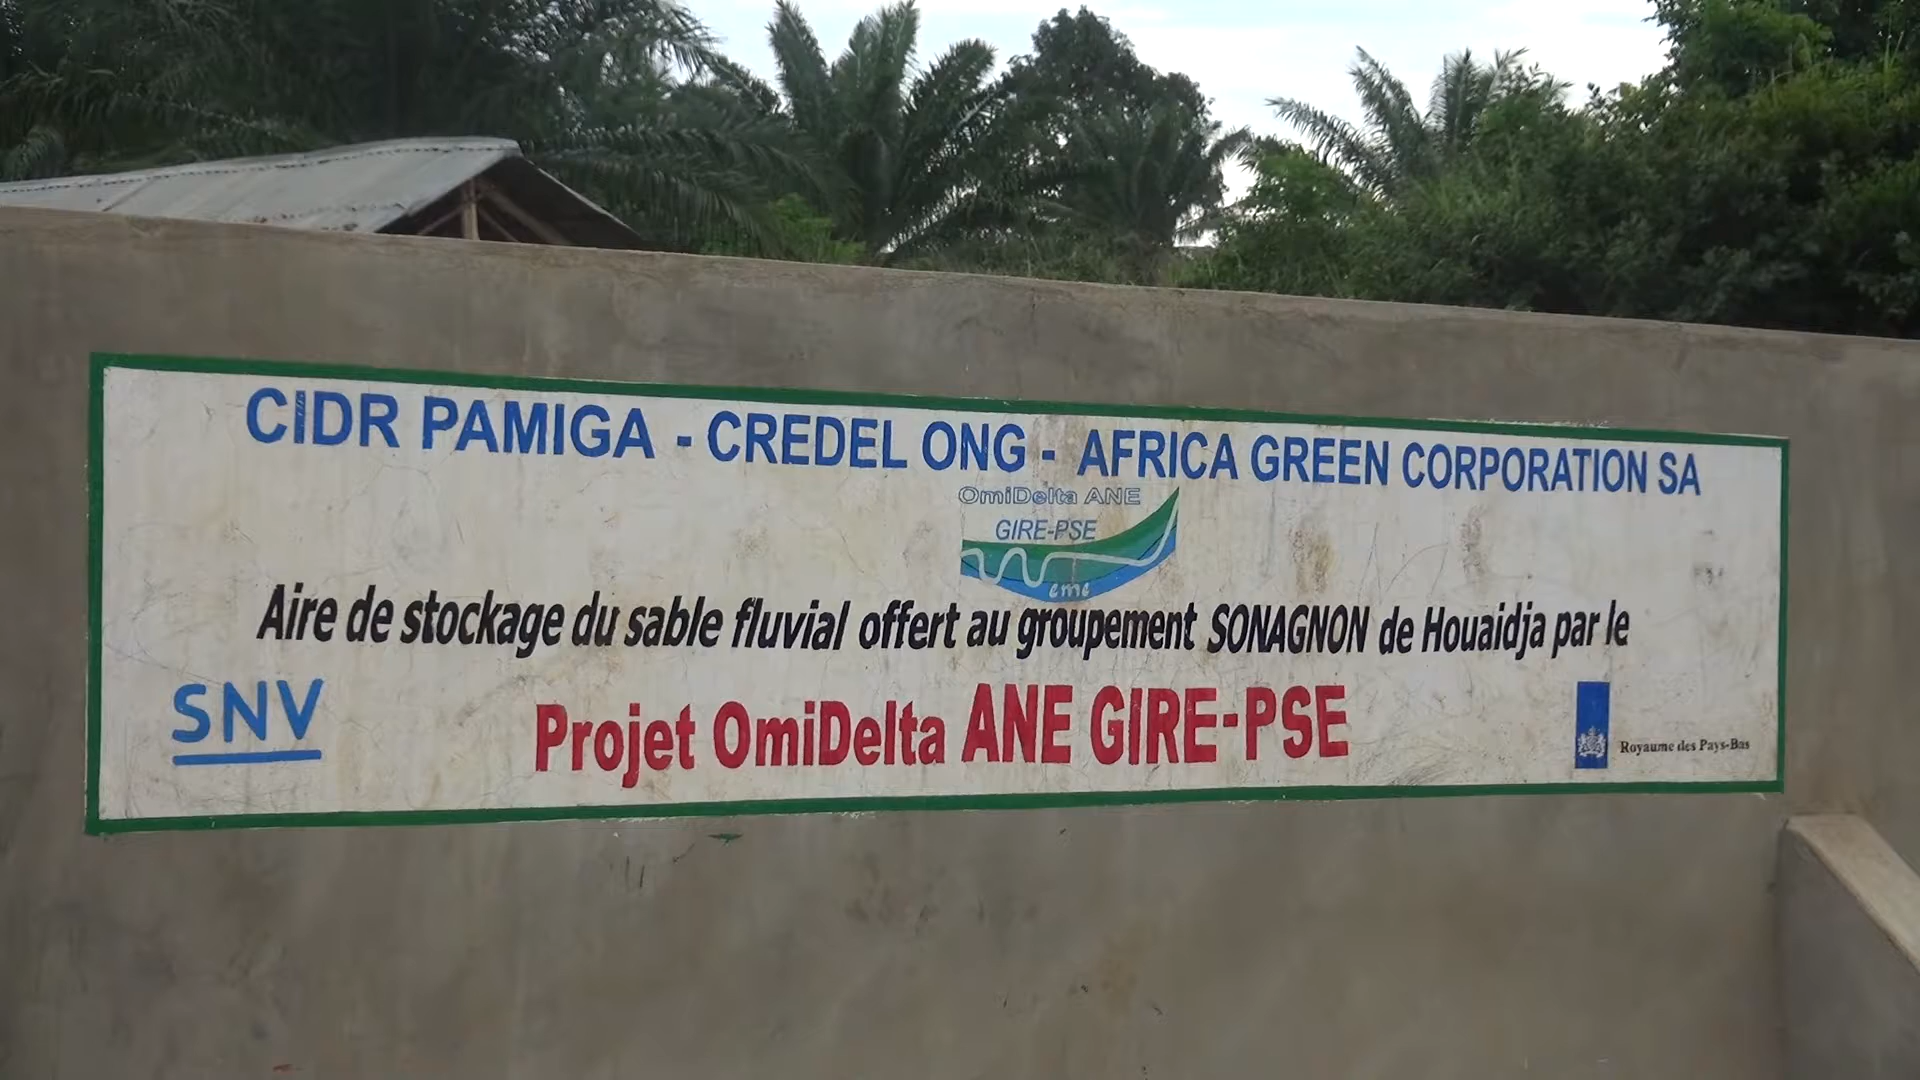 CIDR PAMIGA - CREDEL ONG - AFRICA GREEN CORPORATION SA
OmiDelta ANE
GIRE-PSE
eme
Aire de stockage du sable fluvial offert au groupement SONAGNON de Houaidja par le
SNV
Projet OmiDelta ANE GIRE-PSE
Royaume des Pays-Bas